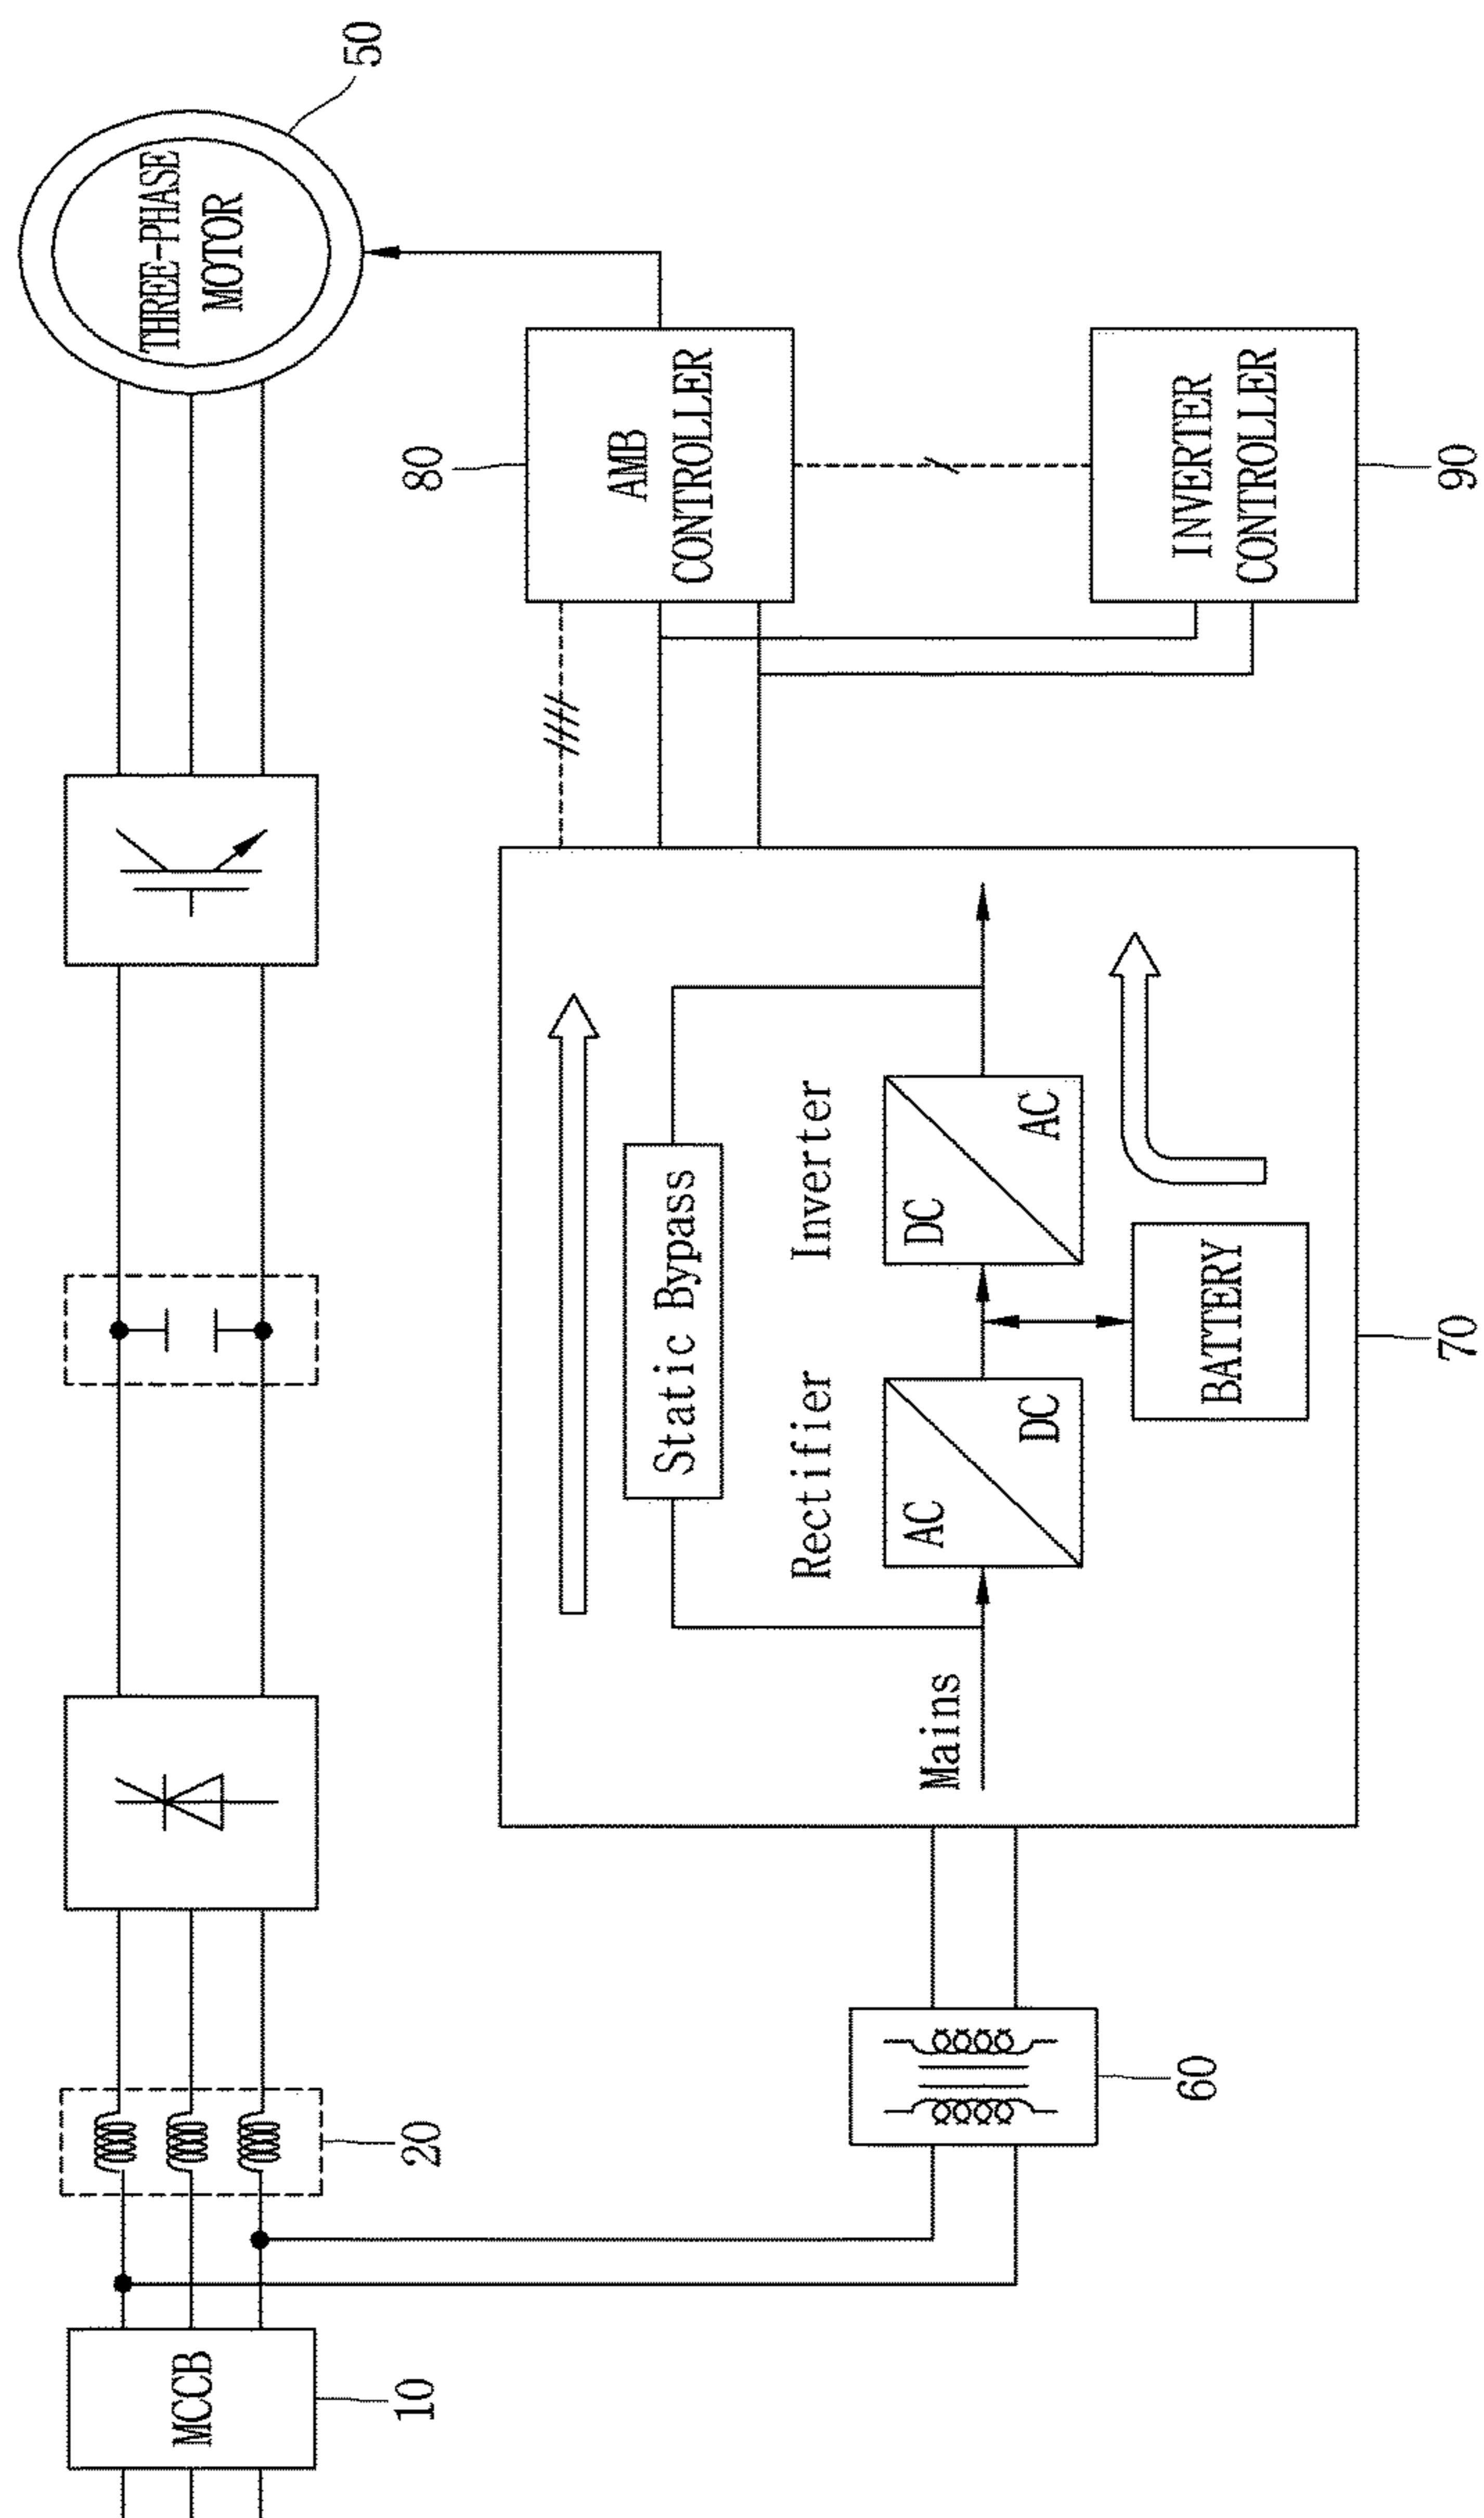 MCCB
10
20
THREE-PHASE
MOTOR
50
60
Mains
Static Bypass
Rectifier
AC
DC
Inverter
DC
AC
BATTERY
70
80
AMB
CONTROLLER
INVERTER
CONTROLLER
90